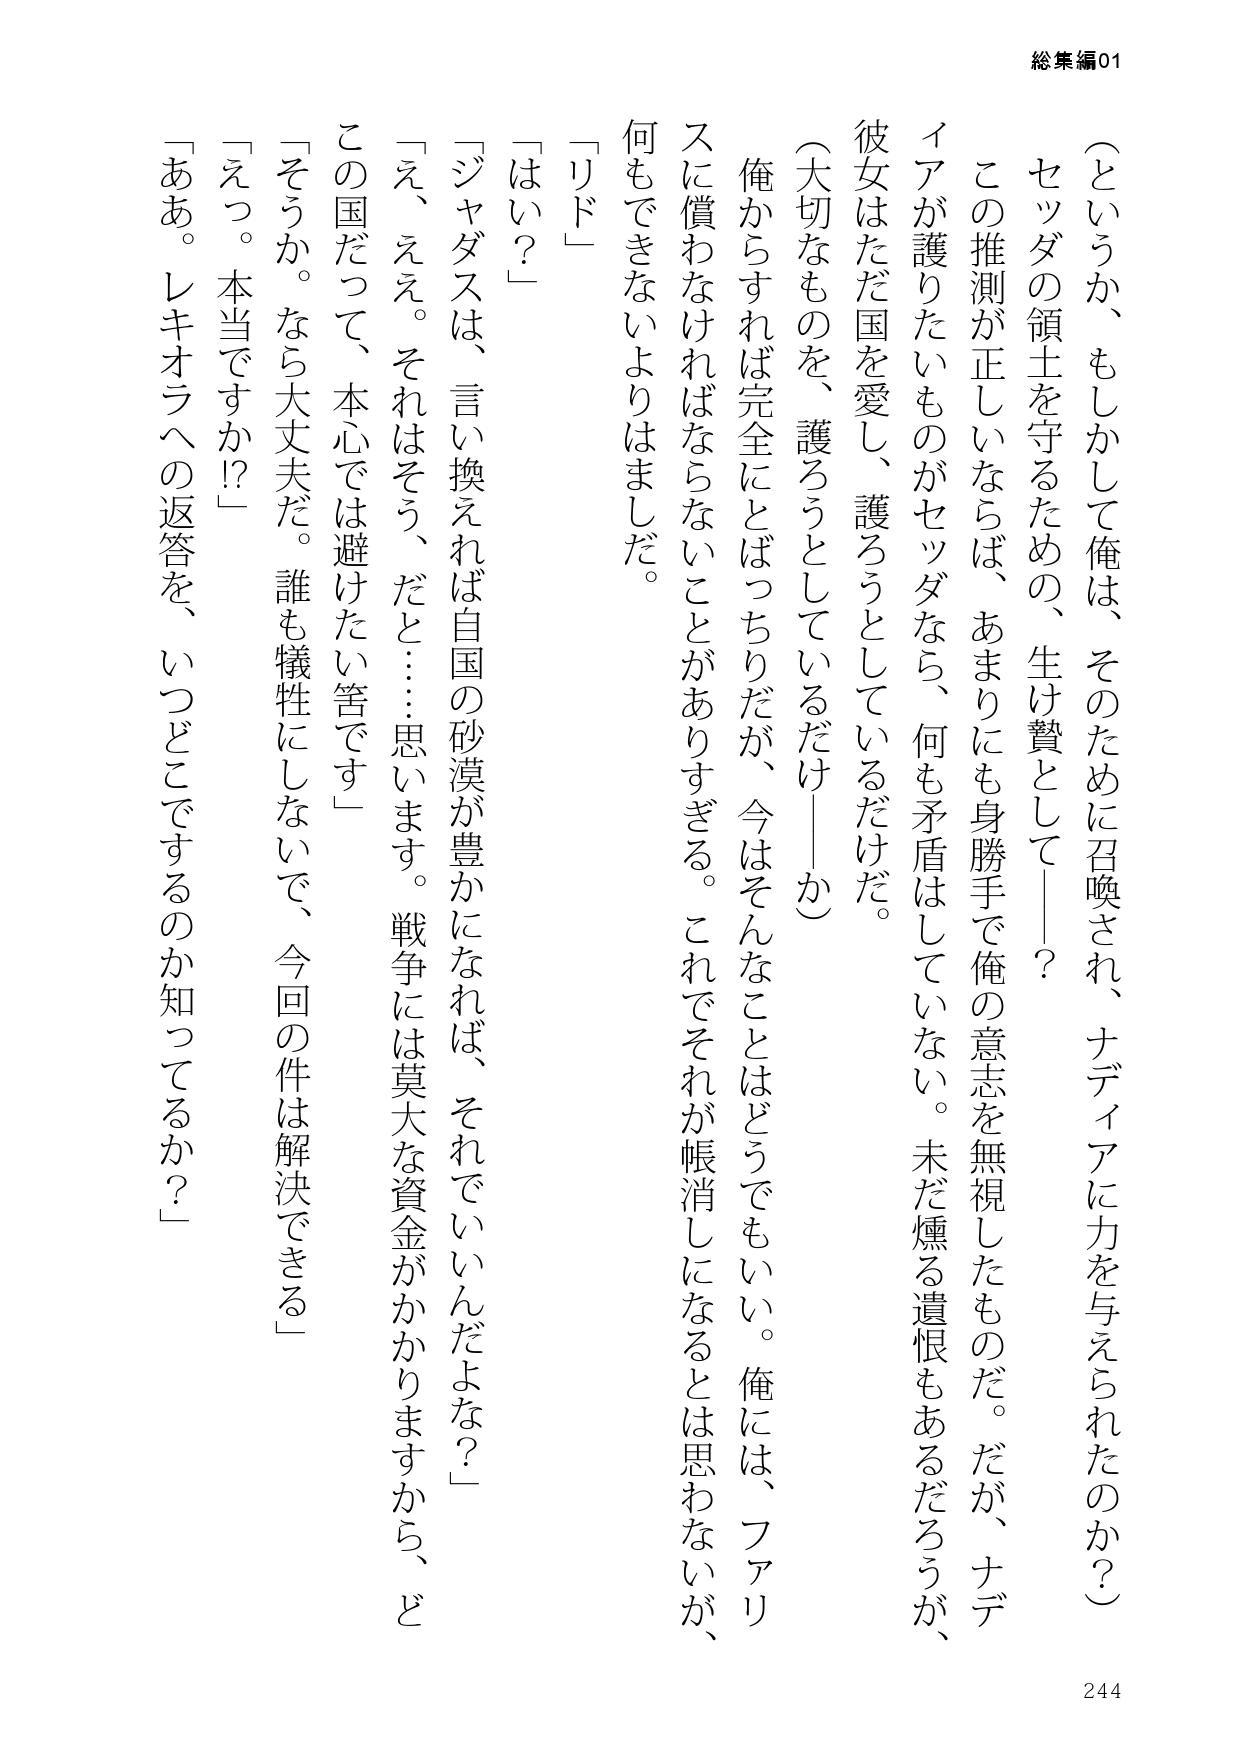 総集編01
（というか、もしかして俺は、そのために召喚され、ナディアに力を与えられたのか？）
セッダの領土を守るための、生け贄として――？
この推測が正しいならば、あまりにも身勝手で俺の意志を無視したものだ。だが、ナデ
ィアが護りたいものがセッダなら、何も矛盾はしていない。未だ燻る遺恨もあるだろうが、
彼女はただ国を愛し、護ろうとしているだけだ。
（大切なものを、護ろうとしているだけ――か）
俺からすれば完全にとばっちりだが、今はそんなことはどうでもいい。俺には、ファリ
スに償わなければならないことがありすぎる。これでそれが帳消しになるとは思わないが、
何もできないよりはましだ。
「リド」
「はい？」
「ジャダスは、言い換えれば自国の砂漠が豊かになれば、それでいいんだよな？」
「え、ええ。それはそう、だと……思います。戦争には莫大な資金がかかりますから、ど
この国だって、本心では避けたい筈です」
「そうか。なら大丈夫だ。誰も犠牲にしないで、今回の件は解決できる」
「えっ。本当ですか!?」
「ああ。レキオラへの返答を、いつどこでするのか知ってるか？」
244